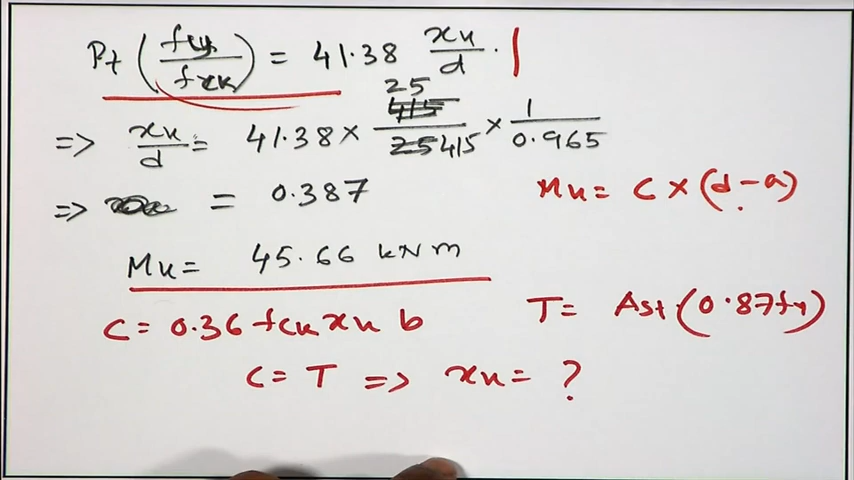 Pt (fy/fck) = 41.38 xu/d .
=> xu/d = 41.38 × 25/415 × 1/0.965
=> = 0.387
Mu = C × (d - a)
Mu = 45.66 kNm
C = 0.36 fck xu b
T = Ast (0.87fy)
C = T => xu = ?